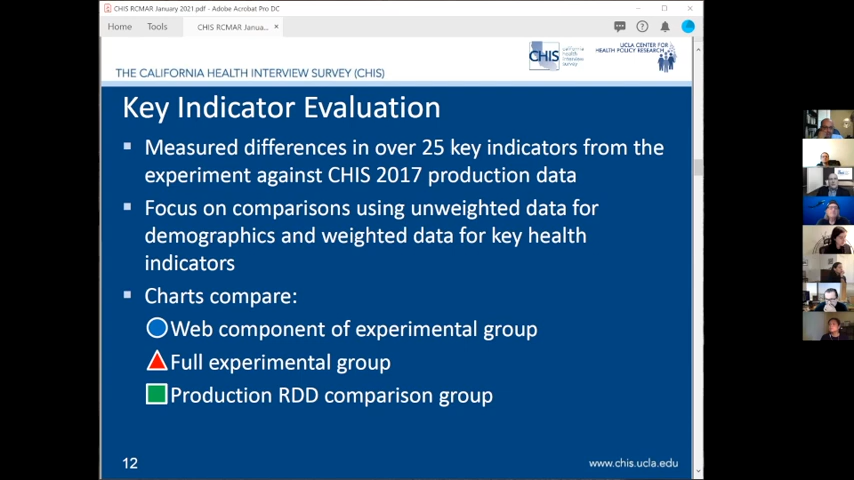 CHIS RCMAR January 2021.pdf - Adobe Acrobat Pro DC
Home Tools CHIS RCMAR Janua... ×
CHIS california health interview survey
UCLA CENTER FOR
HEALTH POLICY RESEARCH
THE CALIFORNIA HEALTH INTERVIEW SURVEY (CHIS)
Key Indicator Evaluation
Measured differences in over 25 key indicators from the
experiment against CHIS 2017 production data
Focus on comparisons using unweighted data for
demographics and weighted data for key health
indicators
Charts compare:
Web component of experimental group
Full experimental group
Production RDD comparison group
12
www.chis.ucla.edu